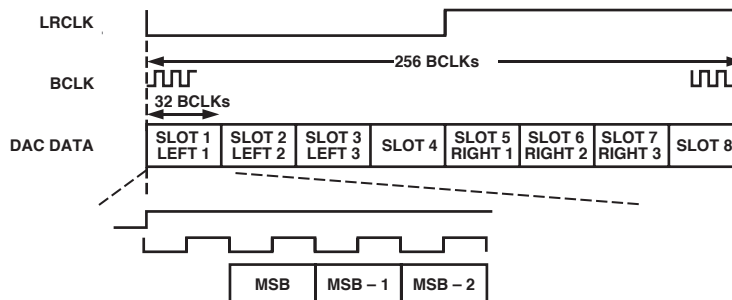 LRCLK
256 BCLKs
BCLK
32 BCLKs
DAC DATA
SLOT 1
LEFT 1
SLOT 2
LEFT 2
SLOT 3
LEFT 3
SLOT 4
SLOT 5
RIGHT 1
SLOT 6
RIGHT 2
SLOT 7
RIGHT 3
SLOT 8
MSB
MSB – 1
MSB – 2